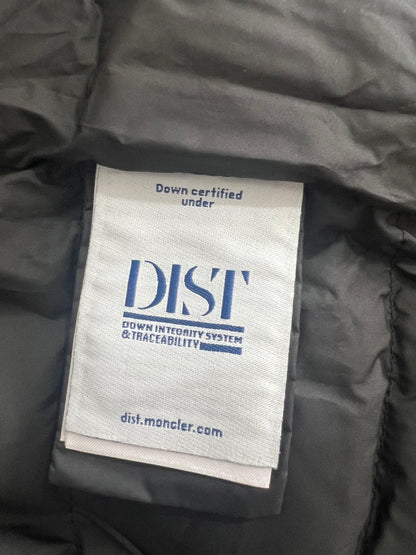 Down certified
under
DIST
DOWN INTEGRITY SYSTEM
& TRACEABILITY
dist.moncler.com